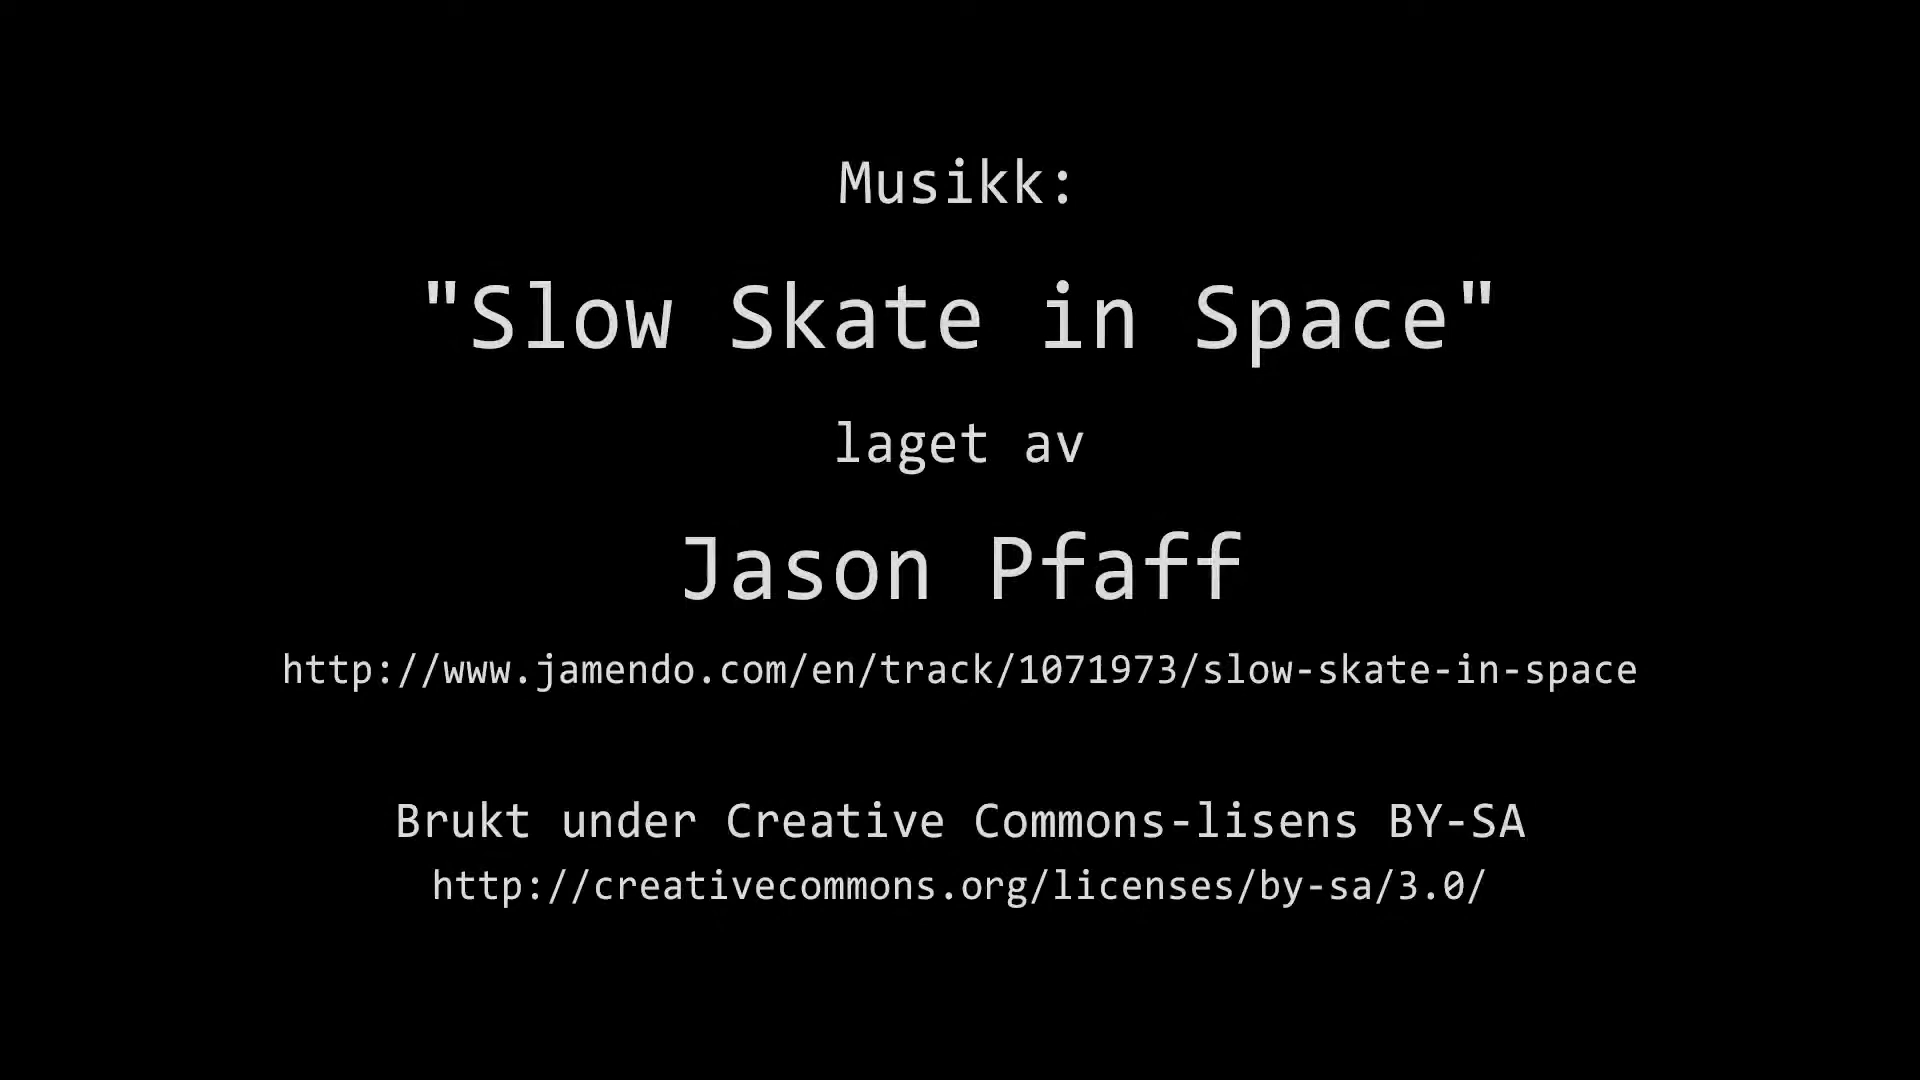 Musikk:
"Slow Skate in Space"
laget av
Jason Pfaff
http://www.jamendo.com/en/track/1071973/slow-skate-in-space
Brukt under Creative Commons-lisens BY-SA
http://creativecommons.org/licenses/by-sa/3.0/